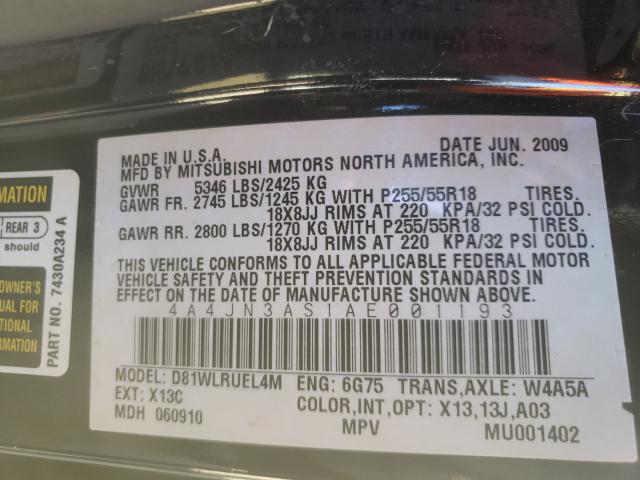 MADE IN U.S.A. DATE JUN. 2009
MFD BY MITSUBISHI MOTORS NORTH AMERICA, INC.
GVWR 5346 LBS/2425 KG
GAWR FR. 2745 LBS/1245 KG WITH P255/55R18 TIRES.
18X8JJ RIMS AT 220 KPA/32 PSI COLD.
GAWR RR. 2800 LBS/1270 KG WITH P255/55R18 TIRES.
18X8JJ RIMS AT 220 KPA/32 PSI COLD.
THIS VEHICLE CONFORMS TO ALL APPLICABLE FEDERAL MOTOR
VEHICLE SAFETY AND THEFT PREVENTION STANDARDS IN
EFFECT ON THE DATE OF MANUFACTURE SHOWN ABOVE.
4A4JN3AS1AE001193
MODEL: D81WLRUEL4M ENG: 6G75 TRANS,AXLE: W4A5A
EXT: X13C COLOR,INT,OPT: X13,13J,A03
MDH 060910 MPV MU001402
MATION
REAR 3
should
OWNER'S
UAL FOR
TIONAL
RMATION
PART NO. 7430A234 A